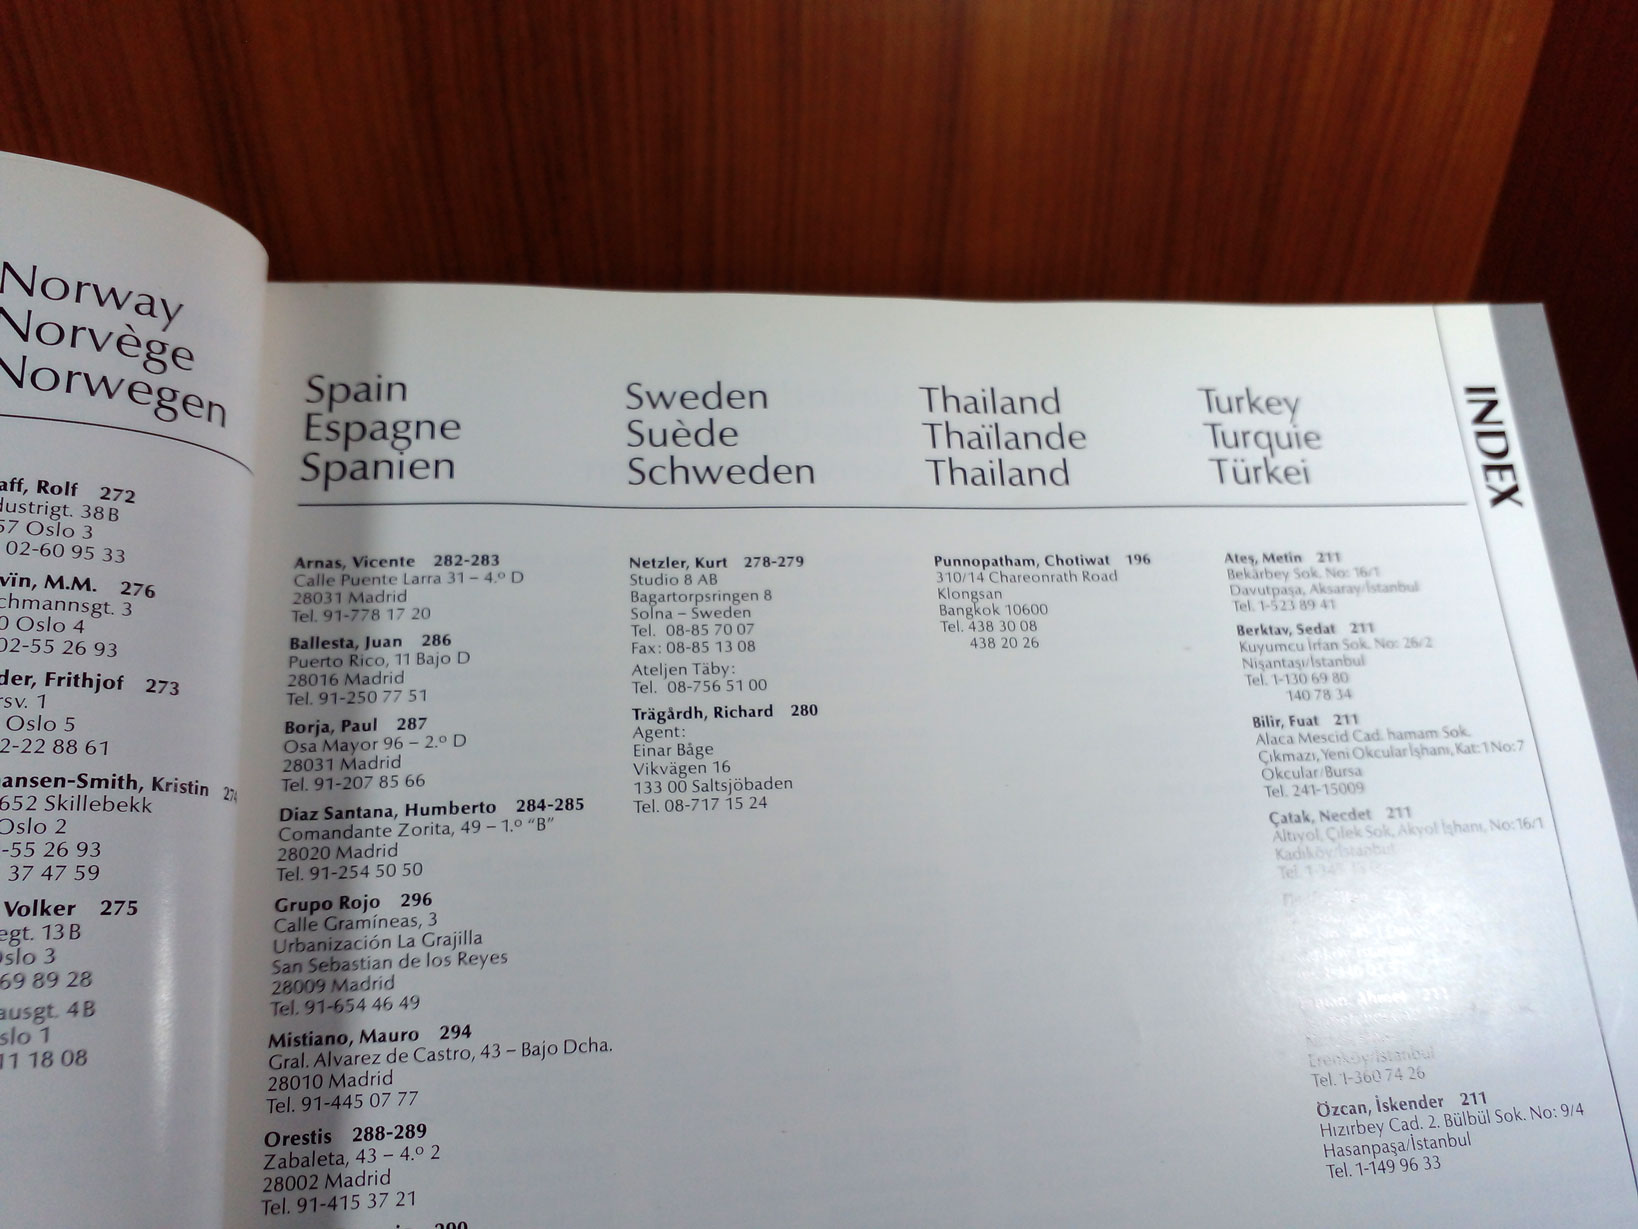 Norway
Norvège
Norwegen
aff, Rolf 272
dustrigt. 38 B
57 Oslo 3
02-60 95 33
vïn, M.M. 276
chmannsgt. 3
0 Oslo 4
02-55 26 93
der, Frithjof 273
rsv. 1
Oslo 5
2-22 88 61
ansen-Smith, Kristin 274
652 Skillebekk
Oslo 2
-55 26 93
37 47 59
Volker 275
egt. 13 B
Oslo 3
69 89 28
ausgt. 4 B
slo 1
11 18 08
Spain
Espagne
Spanien
Arnas, Vicente 282-283
Calle Puente Larra 31 – 4.º D
28031 Madrid
Tel. 91-778 17 20
Ballesta, Juan 286
Puerto Rico, 11 Bajo D
28016 Madrid
Tel. 91-250 77 51
Borja, Paul 287
Osa Mayor 96 – 2.º D
28031 Madrid
Tel. 91-207 85 66
Diaz Santana, Humberto 284-285
Comandante Zorita, 49 – 1.º “B”
28020 Madrid
Tel. 91-254 50 50
Grupo Rojo 296
Calle Gramíneas, 3
Urbanización La Grajilla
San Sebastian de los Reyes
28009 Madrid
Tel. 91-654 46 49
Mistiano, Mauro 294
Gral. Alvarez de Castro, 43 – Bajo Dcha.
28010 Madrid
Tel. 91-445 07 77
Orestis 288-289
Zabaleta, 43 – 4.º 2
28002 Madrid
Tel. 91-415 37 21
290
Sweden
Suède
Schweden
Netzler, Kurt 278-279
Studio 8 AB
Bagartorpsringen 8
Solna – Sweden
Tel. 08-85 70 07
Fax: 08-85 13 08
Ateljen Täby:
Tel. 08-756 51 00
Trägårdh, Richard 280
Agent:
Einar Båge
Vikvägen 16
133 00 Saltsjöbaden
Tel. 08-717 15 24
Thailand
Thaïlande
Thailand
Punnopatham, Chotiwat 196
310/14 Chareonrath Road
Klongsan
Bangkok 10600
Tel. 438 30 08
438 20 26
Turkey
Turquie
Türkei
Ateş, Metin 211
Bekârbey Sok. No: 16/1
Davutpaşa, Aksaray/İstanbul
Tel. 1-523 89 41
Berktav, Sedat 211
Kuyumcu İrfan Sok. No: 26/2
Nişantaşı/İstanbul
Tel. 1-130 69 80
140 78 34
Bilir, Fuat 211
Alaca Mescid Cad. hamam Sok.
Çıkmazı, Yeni Okcular İşhanı, Kat: 1 No: 7
Okcular/Bursa
Tel. 241-15009
Çatak, Necdet 211
Altıyol, Çilek Sok. Akyol İşhanı, No: 16/1
Kadıköy/İstanbul
Tel.
Ahmet 211
Erenköy/İstanbul
Tel. 1-360 74 26
Özcan, İskender 211
Hızırbey Cad. 2. Bülbül Sok. No: 9/4
Hasanpaşa/İstanbul
Tel. 1-149 96 33
INDEX